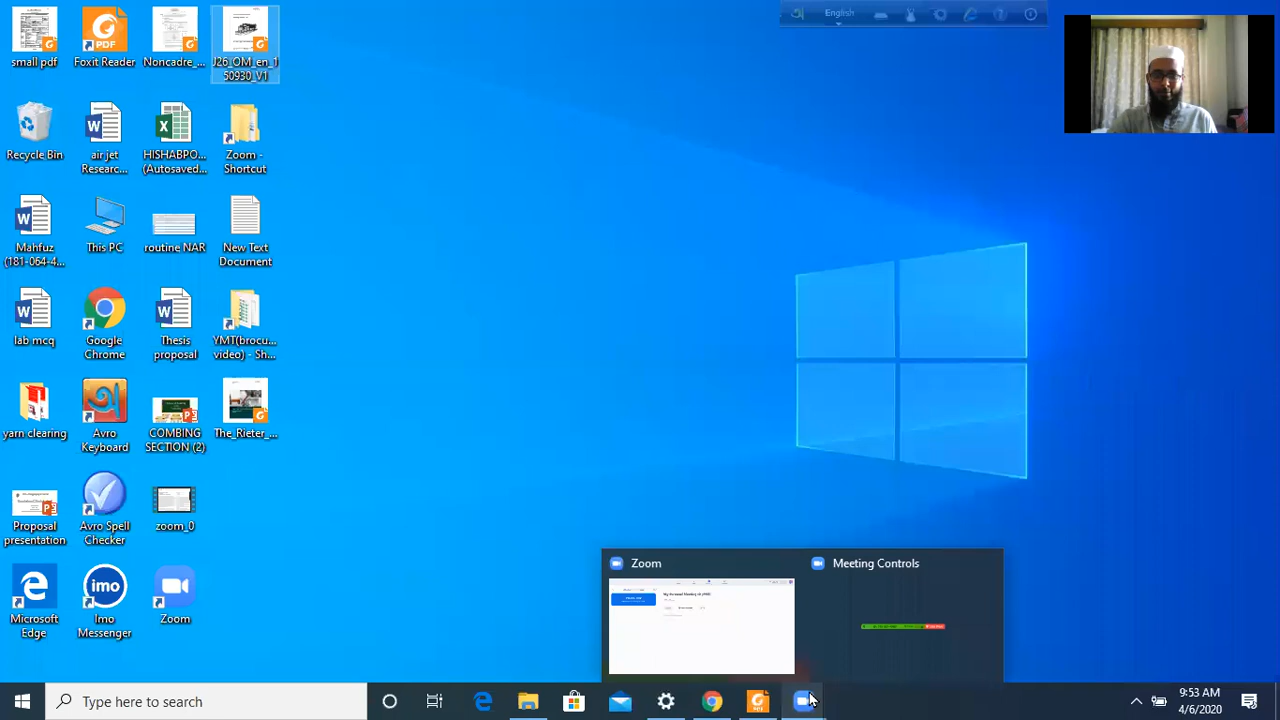 English
small pdf
Foxit Reader
Noncadre_...
J26_OM_en_1
50930_V1
Recycle Bin
air jet
Researc...
HISHABPO...
(Autosaved...
Zoom -
Shortcut
Mahfuz
(181-064-4...
This PC
routine NAR
New Text
Document
lab mcq
Google
Chrome
Thesis
proposal
YMT(brocu...
video) - Sh...
yarn clearing
Avro
Keyboard
COMBING
SECTION (2)
The_Rieter_...
Proposal
presentation
Avro Spell
Checker
zoom_0
Microsoft
Edge
imo
Messenger
Zoom
Zoom
Meeting Controls
Type here to search
9:53 AM
4/6/2020